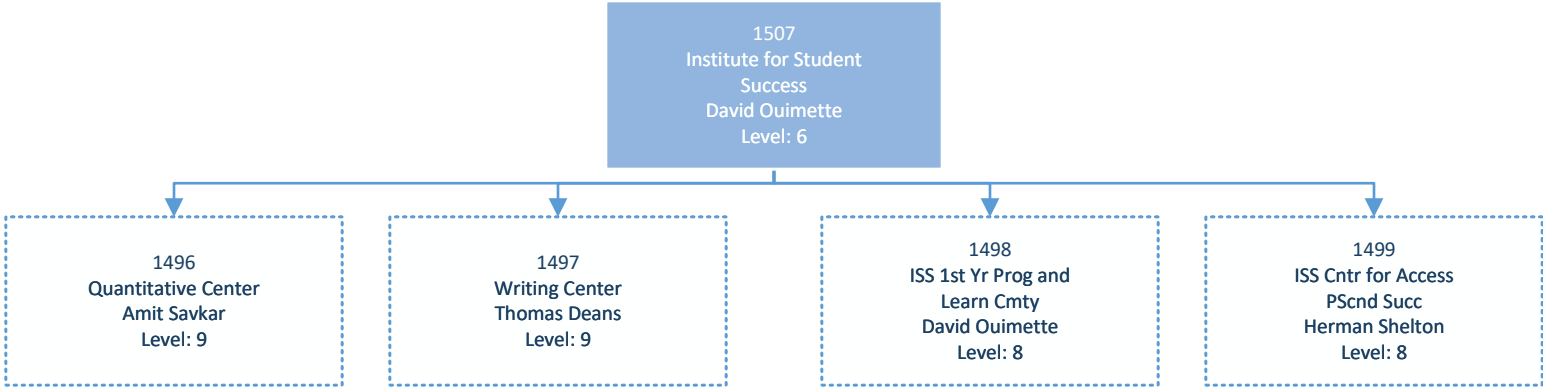 1507
Institute for Student
Success
David Ouimette
Level: 6
1496
Quantitative Center
Amit Savkar
Level: 9
1497
Writing Center
Thomas Deans
Level: 9
1498
ISS 1st Yr Prog and
Learn Cmty
David Ouimette
Level: 8
1499
ISS Cntr for Access
PScnd Succ
Herman Shelton
Level: 8